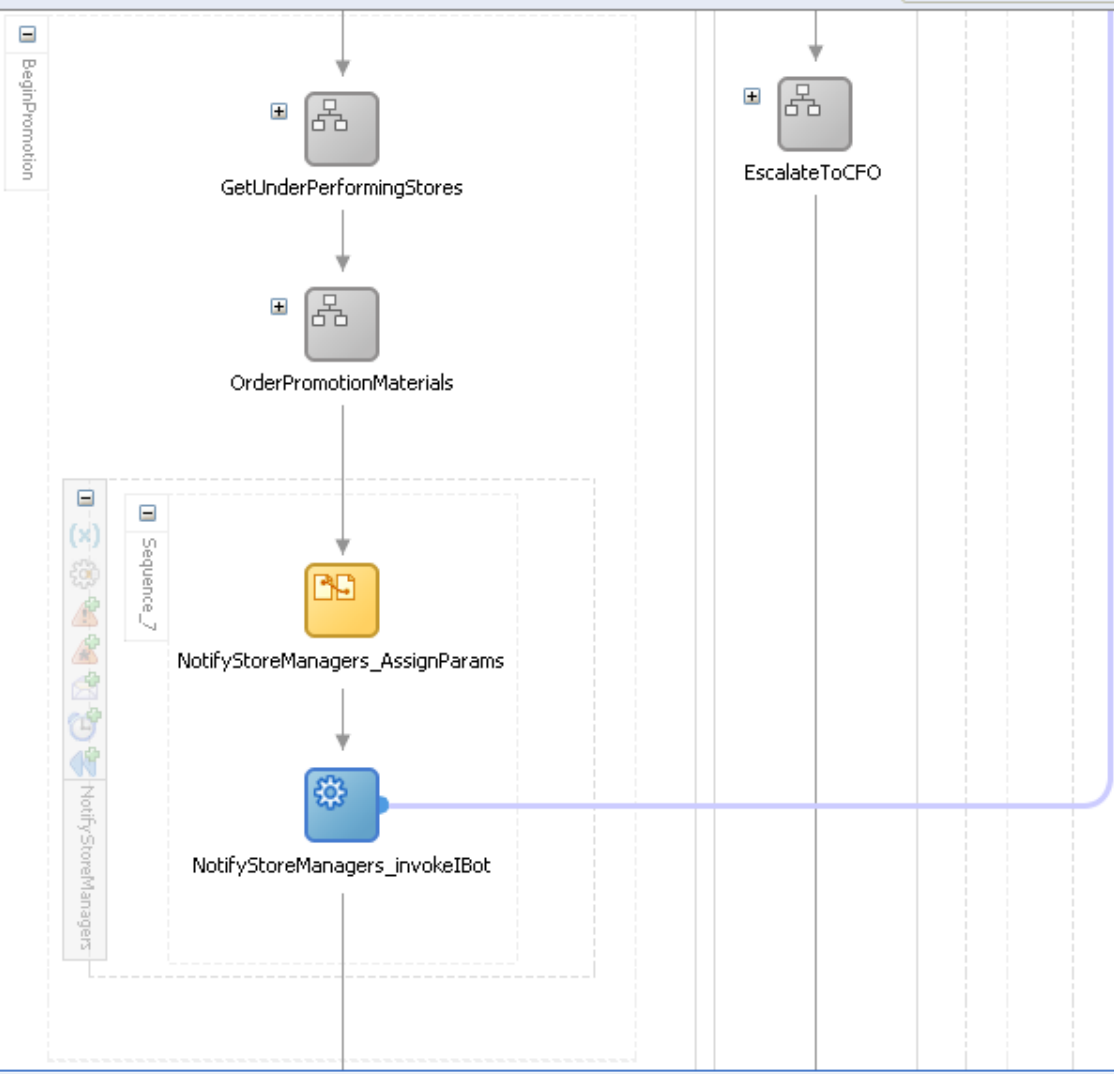 BeginPromotion
GetUnderPerformingStores
EscalateToCFO
OrderPromotionMaterials
Sequence_7
NotifyStoreManagers_AssignParams
NotifyStoreManagers
NotifyStoreManagers_invokeIBot